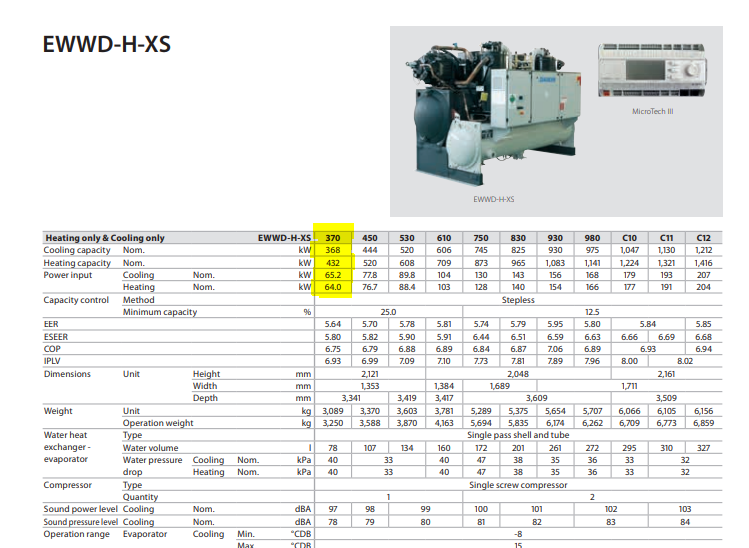 EWWD-H-XS
MicroTech III
EWWD-H-XS
Heating only & Cooling only EWWD-H-XS 370 450 530 610 750 830 930 980 C10 C11 C12
Cooling capacity Nom. kW 368 444 520 606 745 825 930 975 1,047 1,130 1,212
Heating capacity Nom. kW 432 520 608 709 873 965 1,083 1,141 1,224 1,321 1,416
Power input Cooling Nom. kW 65.2 77.8 89.8 104 130 143 156 168 179 193 207
Heating Nom. kW 64.0 76.7 88.4 103 128 140 154 166 177 191 204
Capacity control Method Stepless
Minimum capacity % 25.0 12.5
EER 5.64 5.70 5.78 5.81 5.74 5.79 5.95 5.80 5.84 5.85
ESEER 5.80 5.82 5.90 5.91 6.44 6.51 6.59 6.63 6.66 6.69 6.68
COP 6.75 6.79 6.88 6.89 6.84 6.87 7.06 6.89 6.93 6.94
IPLV 6.93 6.99 7.09 7.10 7.73 7.81 7.89 7.96 8.00 8.02
Dimensions Unit Height mm 2,121 2,048 2,161
Width mm 1,353 1,384 1,689 1,711
Depth mm 3,341 3,419 3,417 3,609 3,509
Weight Unit kg 3,089 3,370 3,603 3,781 5,289 5,375 5,654 5,707 6,066 6,105 6,156
Operation weight kg 3,250 3,588 3,870 4,163 5,694 5,835 6,174 6,262 6,709 6,773 6,859
Water heat Type Single pass shell and tube
exchanger - Water volume l 78 107 134 160 172 201 261 272 295 310 327
evaporator Water pressure Cooling Nom. kPa 40 33 40 47 38 35 36 33 32
drop Heating Nom. kPa 40 33 40 47 38 35 36 33 32
Compressor Type Single screw compressor
Quantity 1 2
Sound power level Cooling Nom. dBA 97 98 99 100 101 102 103
Sound pressure level Cooling Nom. dBA 78 79 80 81 82 83 84
Operation range Evaporator Cooling Min. °CDB -8
Max. °CDB 15